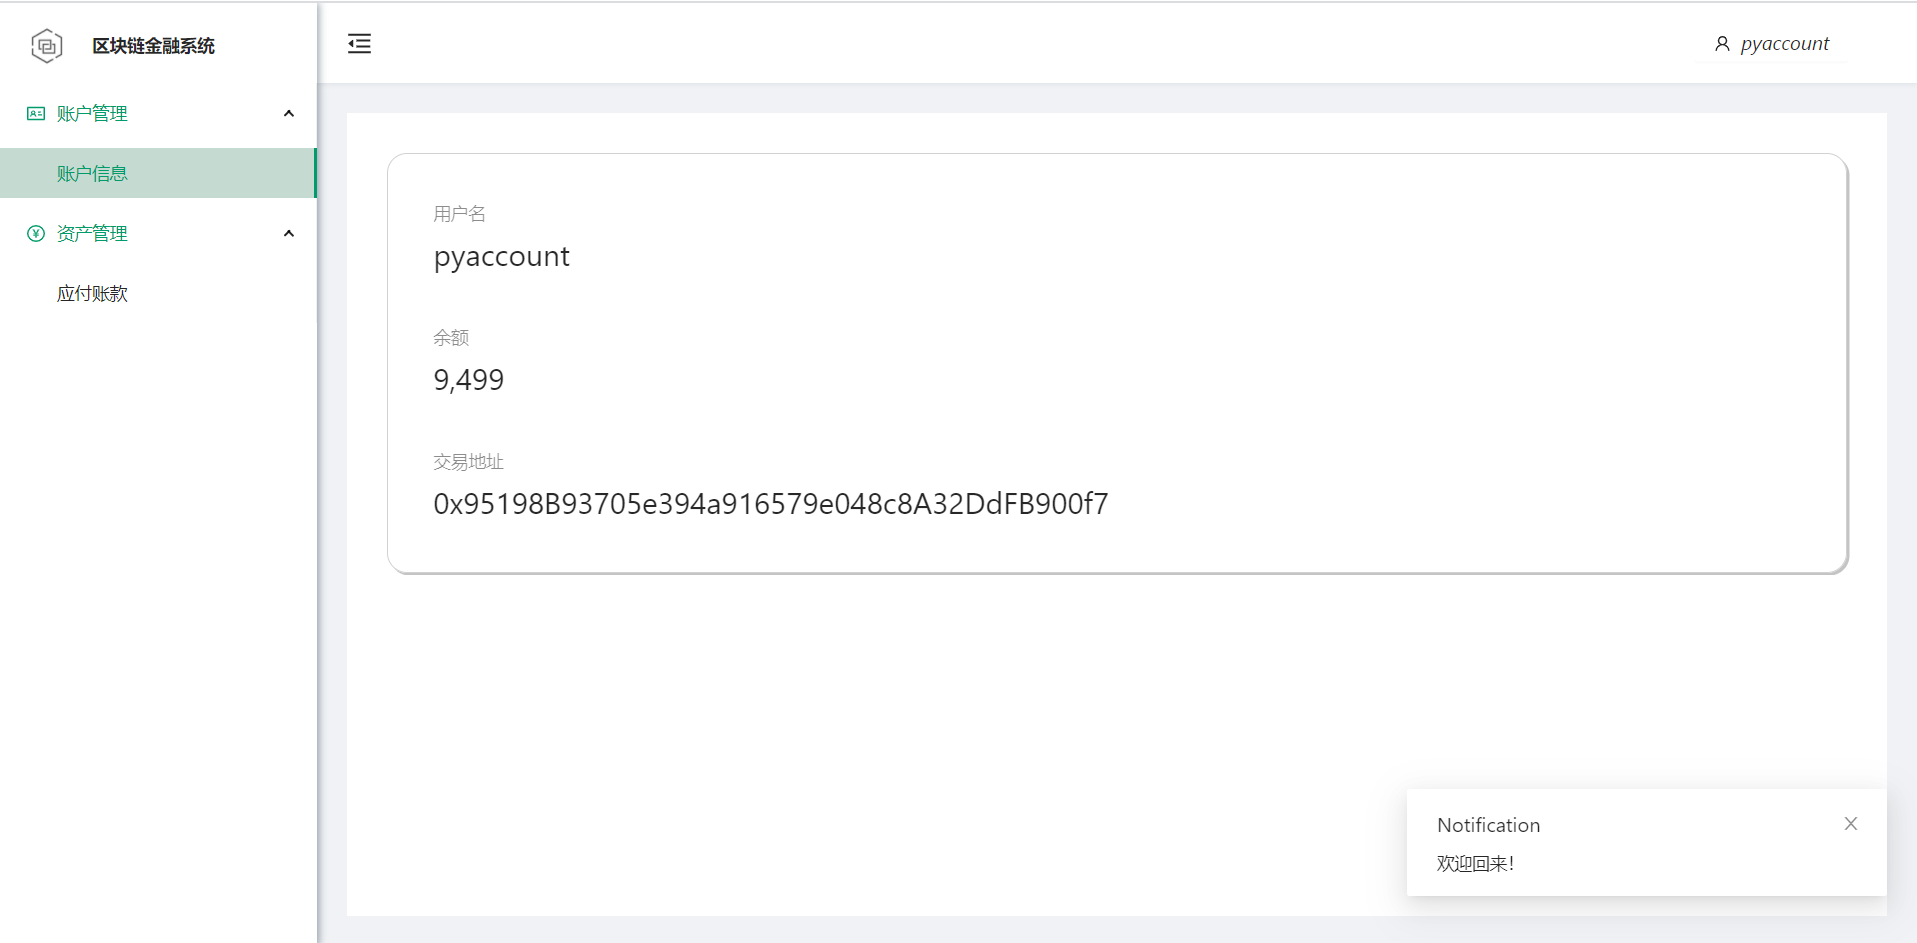 区块链金融系统
pyaccount
账户管理
账户信息
资产管理
应付账款
用户名
pyaccount
余额
9,499
交易地址
0x95198B93705e394a916579e048c8A32DdFB900f7
Notification
欢迎回来!